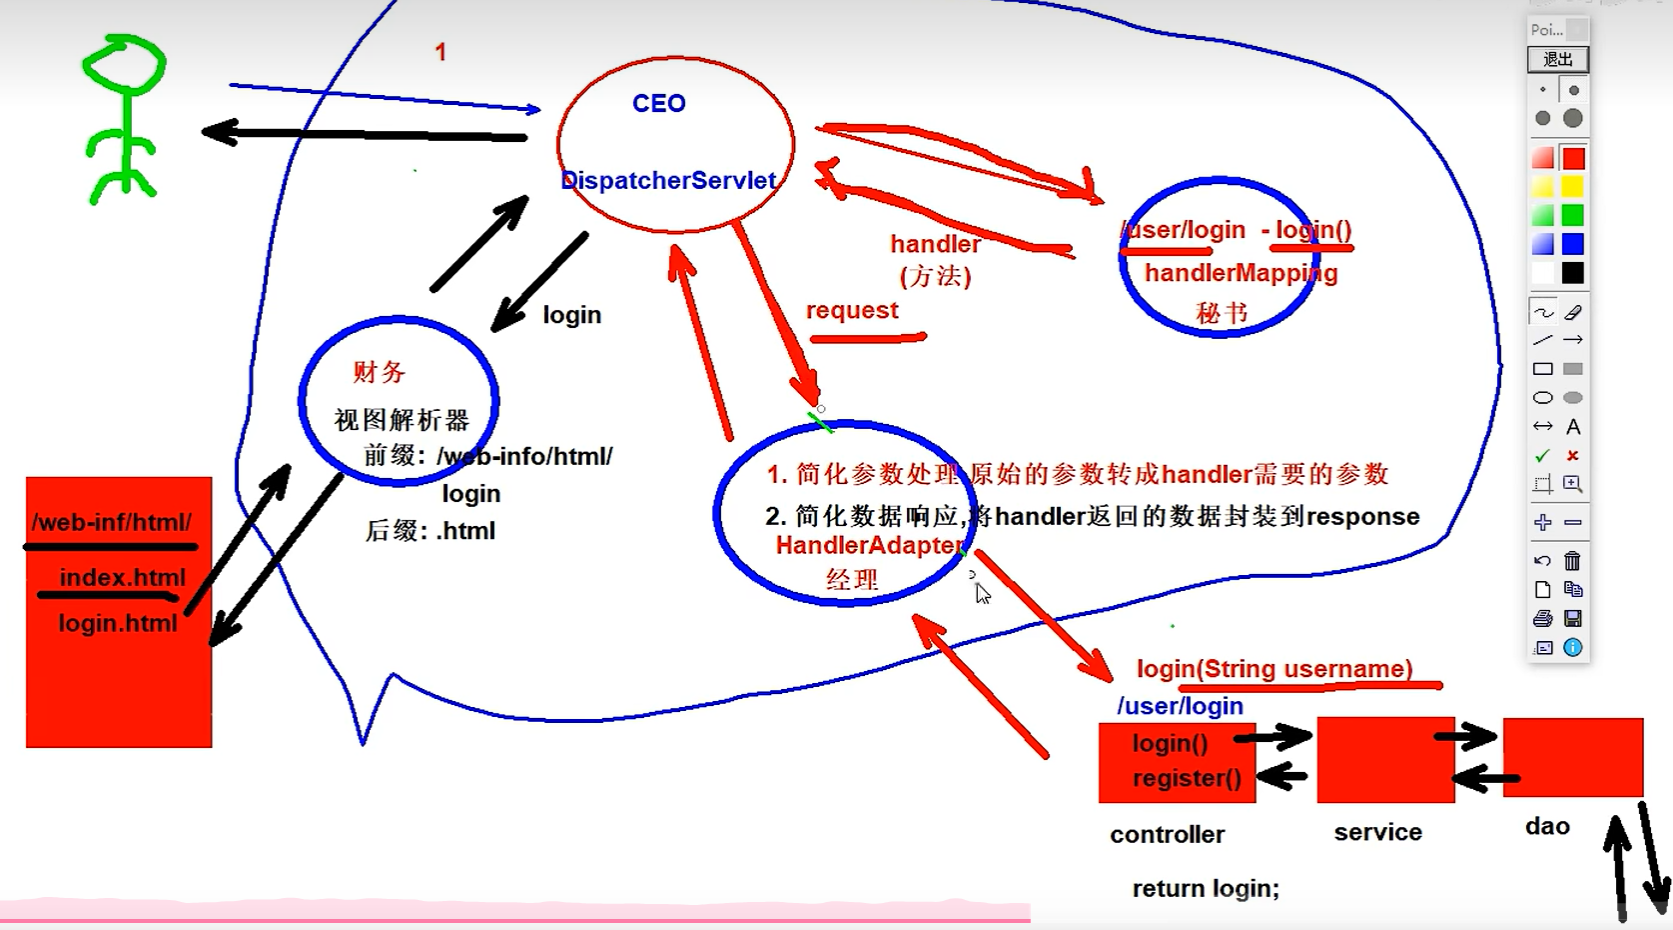 Poi...
退出
1
CEO
DispatcherServlet
/user/login - login()
handlerMapping
秘书
handler
(方法)
request
login
财务
视图解析器
前缀: /web-info/html/
login
后缀: .html
1. 简化参数处理,原始的参数转成handler需要的参数
2. 简化数据响应,将handler返回的数据封装到response
HandlerAdapter
经理
/web-inf/html/
index.html
login.html
login(String username)
/user/login
login()
register()
controller
service
dao
return login;
A